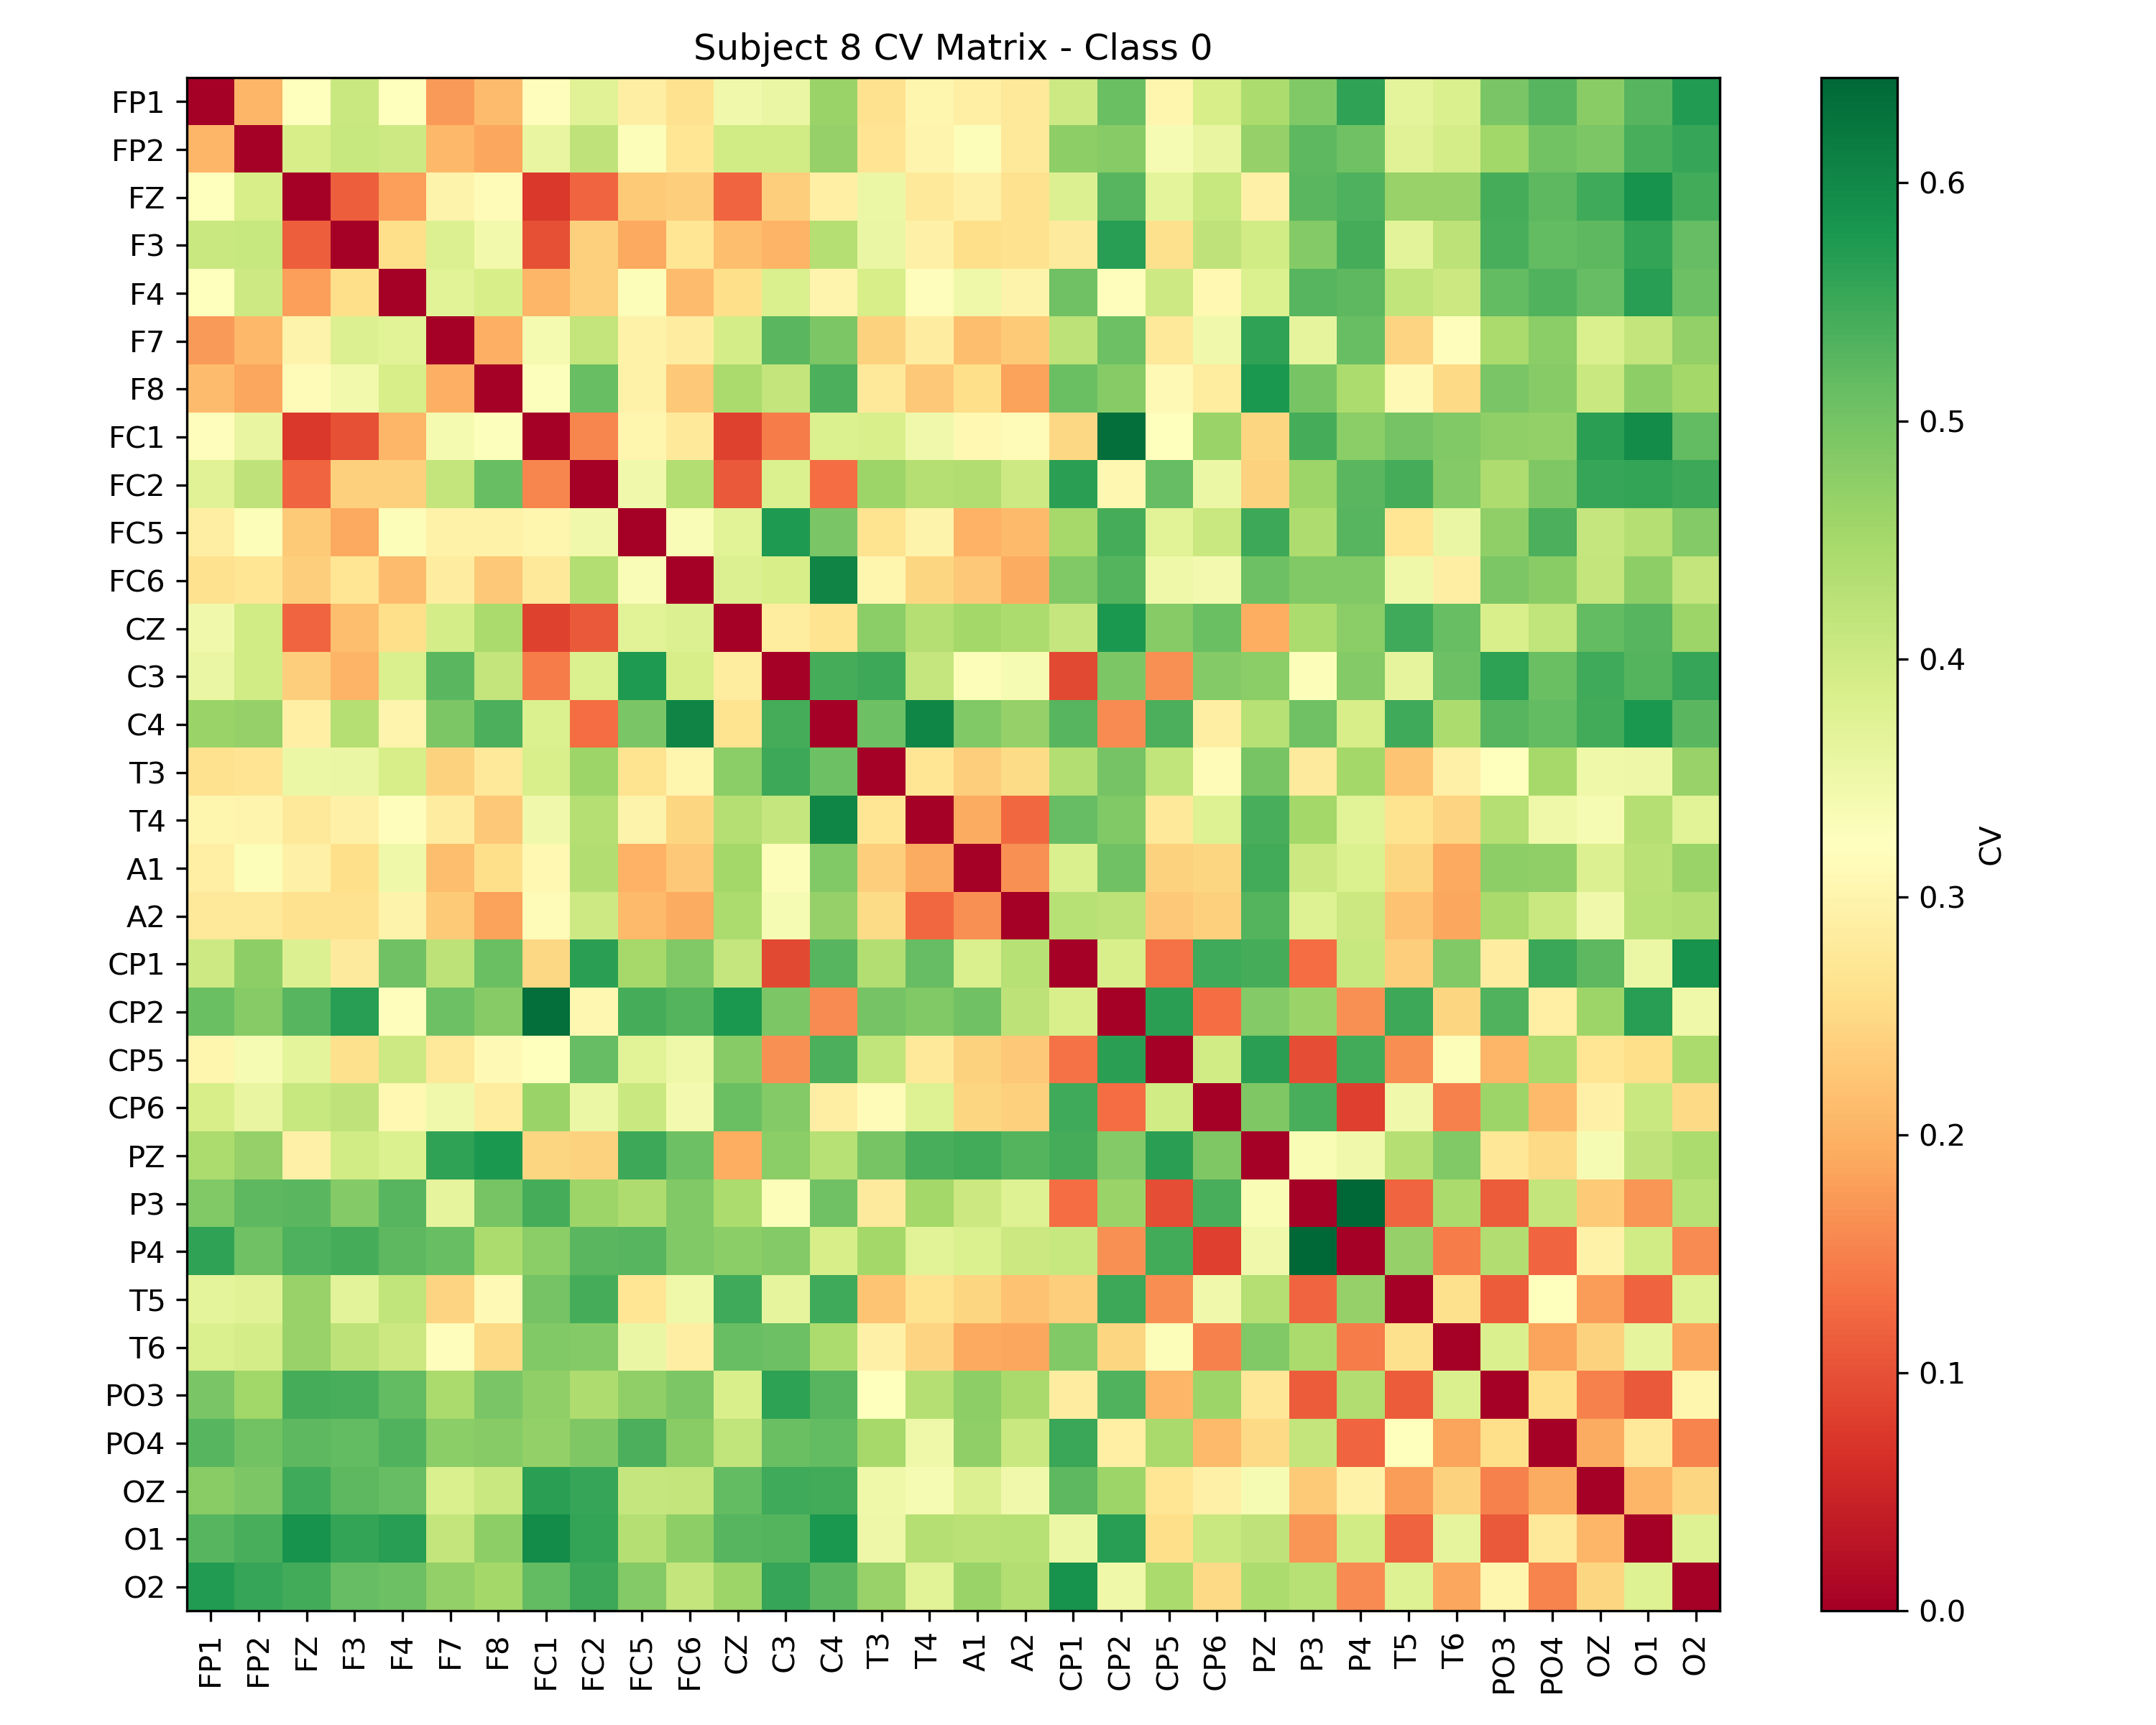 Subject 8 CV Matrix - Class 0
FP1
FP2
FZ
F3
F4
F7
F8
FC1
FC2
FC5
FC6
CZ
C3
C4
T3
T4
A1
A2
CP1
CP2
CP5
CP6
PZ
P3
P4
T5
T6
PO3
PO4
OZ
O1
O2
FP1 FP2 FZ F3 F4 F7 F8 FC1 FC2 FC5 FC6 CZ C3 C4 T3 T4 A1 A2 CP1 CP2 CP5 CP6 PZ P3 P4 T5 T6 PO3 PO4 OZ O1 O2
0.6
0.5
0.4
0.3
0.2
0.1
0.0
CV